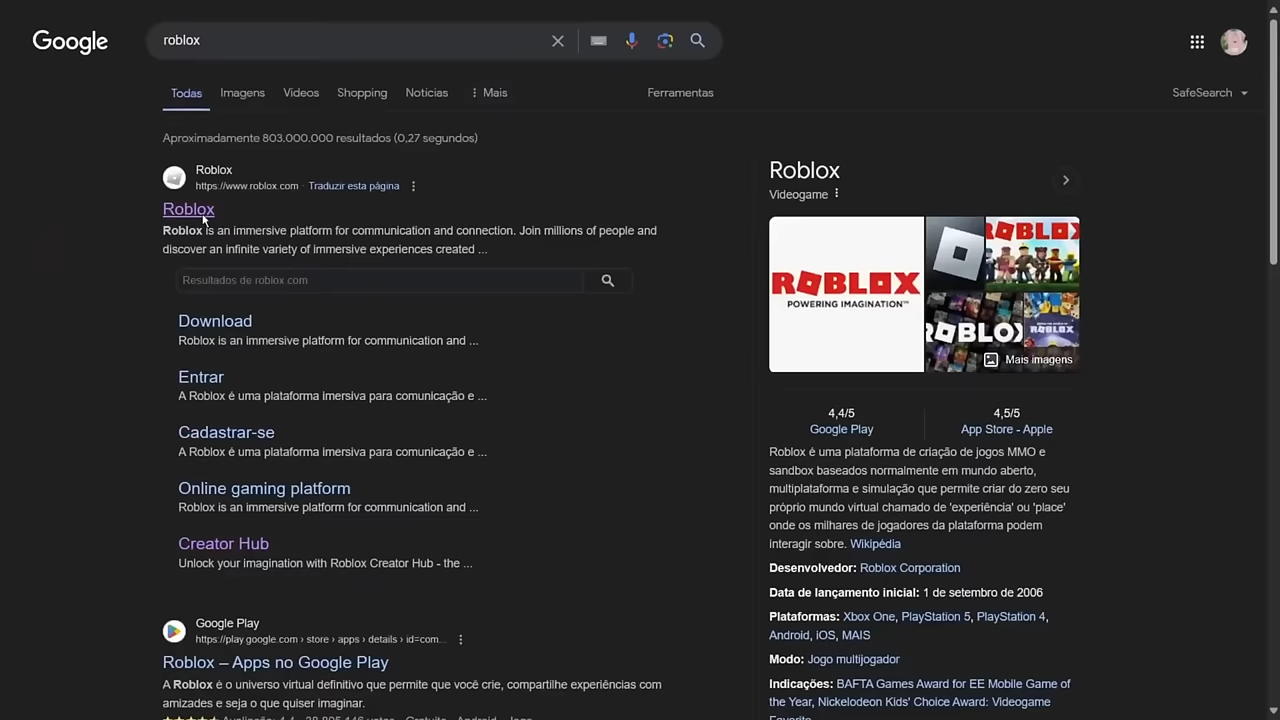 Google
roblox
Todas
Imagens
Vídeos
Shopping
Notícias
Mais
Ferramentas
SafeSearch
Aproximadamente 803.000.000 resultados (0,27 segundos)
Roblox
https://www.roblox.com · Traduzir esta página
Roblox
Roblox is an immersive platform for communication and connection. Join millions of people and
discover an infinite variety of immersive experiences created ...
Resultados de roblox.com
Download
Roblox is an immersive platform for communication and ...
Entrar
A Roblox é uma plataforma imersiva para comunicação e ...
Cadastrar-se
A Roblox é uma plataforma imersiva para comunicação e ...
Online gaming platform
Roblox is an immersive platform for communication and ...
Creator Hub
Unlock your imagination with Roblox Creator Hub - the ...
Google Play
https://play.google.com › store › apps › details › id=com...
Roblox – Apps no Google Play
A Roblox é o universo virtual definitivo que permite que você crie, compartilhe experiências com
amizades e seja o que quiser imaginar.
Roblox
Videogame
ROBLOX
POWERING IMAGINATION™
ROBLOX
ROBLOX
ROBLOX
Mais imagens
4,4/5
Google Play
4,5/5
App Store - Apple
Roblox é uma plataforma de criação de jogos MMO e
sandbox baseados normalmente em mundo aberto,
multiplataforma e simulação que permite criar do zero seu
próprio mundo virtual chamado de 'experiência' ou 'place'
onde os milhares de jogadores da plataforma podem
interagir sobre. Wikipédia
Desenvolvedor: Roblox Corporation
Data de lançamento inicial: 1 de setembro de 2006
Plataformas: Xbox One, PlayStation 5, PlayStation 4,
Android, iOS, MAIS
Modo: Jogo multijogador
Indicações: BAFTA Games Award for EE Mobile Game of
the Year, Nickelodeon Kids' Choice Award: Videogame